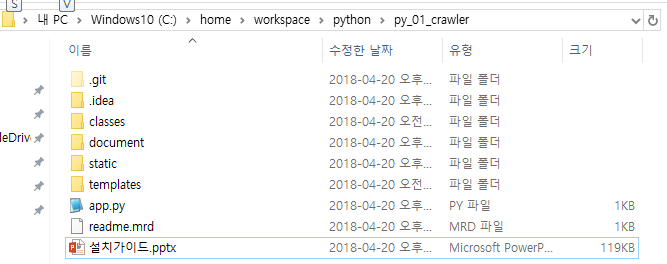 S V
내 PC > Windows10 (C:) > home > workspace > python > py_01_crawler
이름 수정한 날짜 유형 크기
.git 2018-04-20 오후... 파일 폴더
.idea 2018-04-20 오후... 파일 폴더
classes 2018-04-20 오전... 파일 폴더
document 2018-04-20 오후... 파일 폴더
static 2018-04-20 오후... 파일 폴더
templates 2018-04-20 오전... 파일 폴더
app.py 2018-04-20 오후... PY 파일 1KB
readme.mrd 2018-04-20 오후... MRD 파일 1KB
설치가이드.pptx 2018-04-20 오후... Microsoft PowerP... 119KB
leDrive